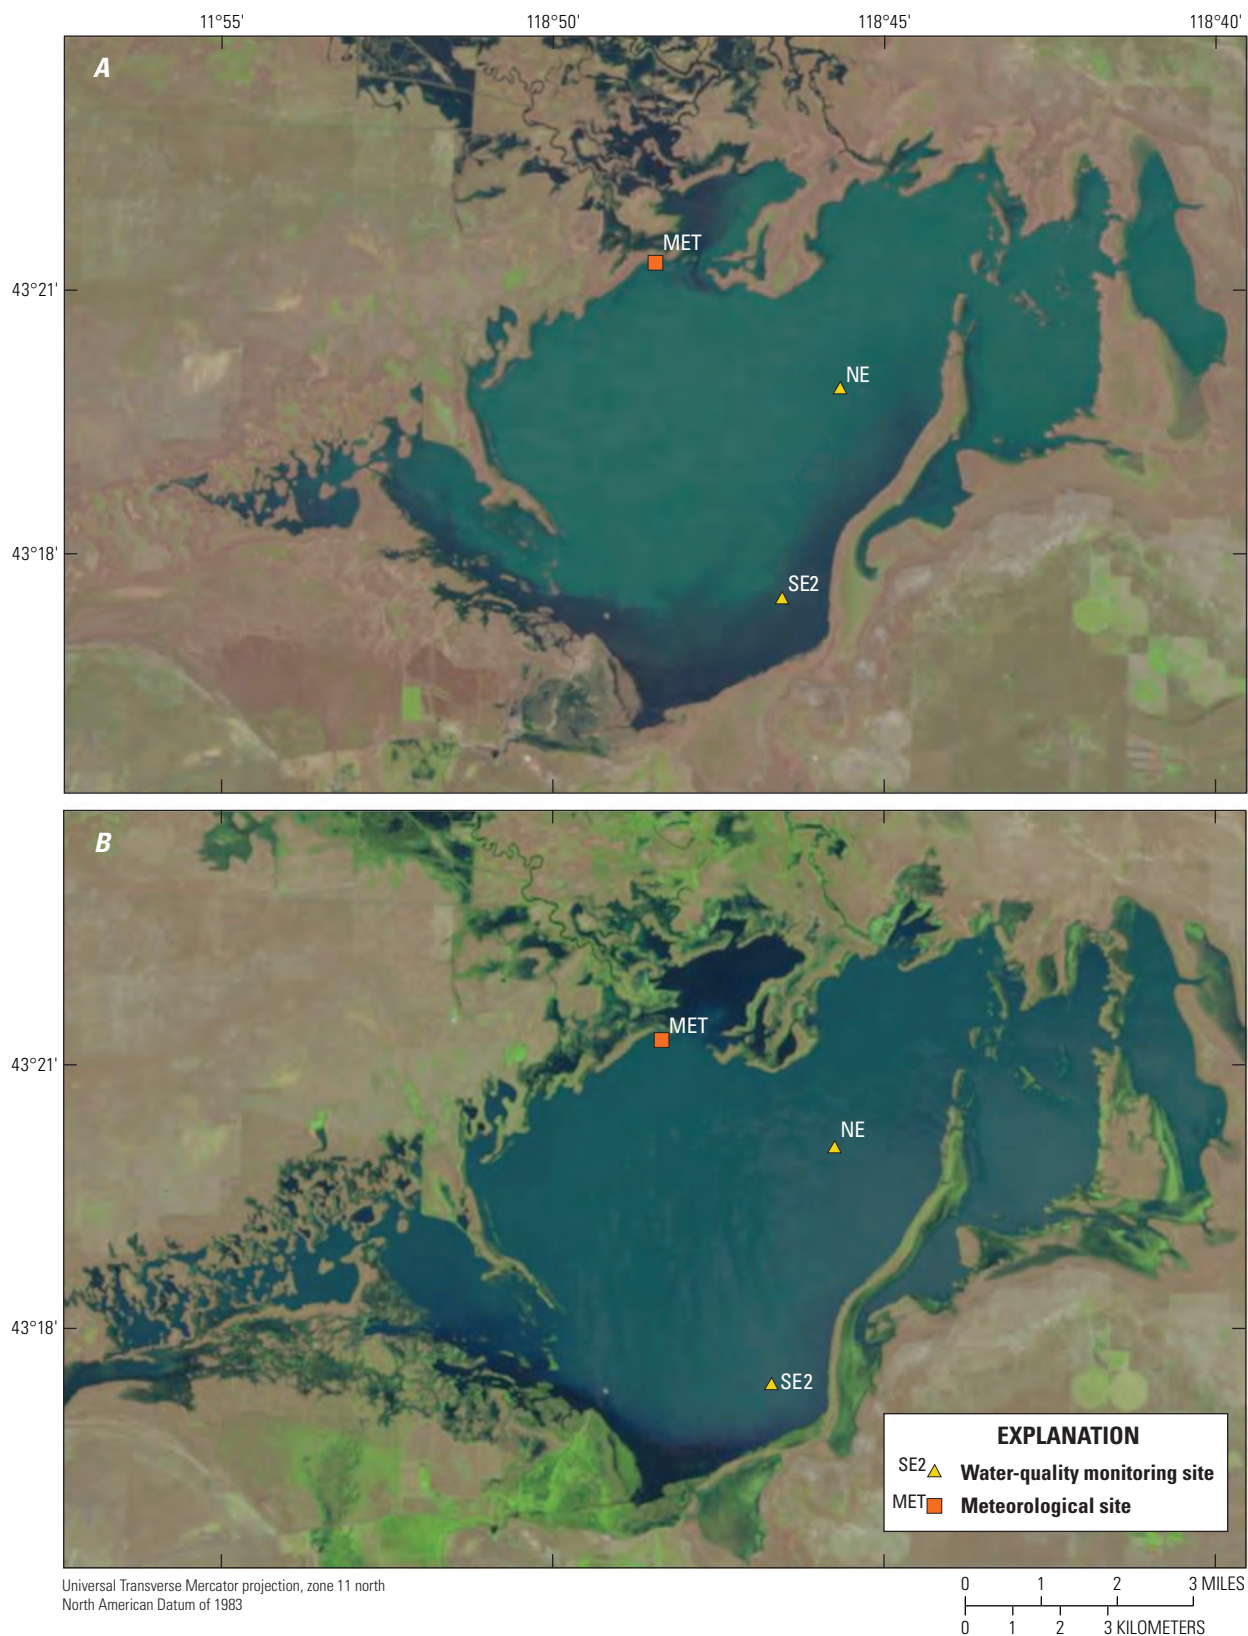 11°55' 118°50' 118°45' 118°40'
A
MET
43°21'
NE
43°18'
SE2
B
MET
43°21'
NE
43°18'
SE2
EXPLANATION
SE2 Water-quality monitoring site
MET Meteorological site
Universal Transverse Mercator projection, zone 11 north
North American Datum of 1983
0 1 2 3 MILES
0 1 2 3 KILOMETERS